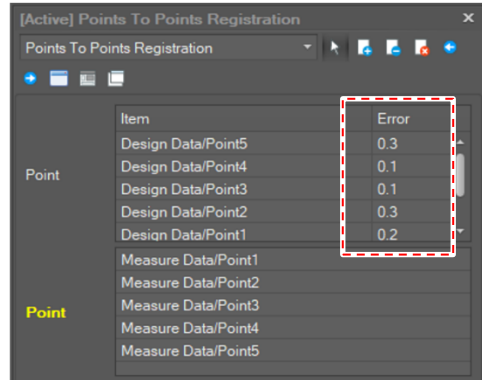 [Active] Points To Points Registration x
Points To Points Registration
Item Error
Design Data/Point5 0.3
Design Data/Point4 0.1
Point Design Data/Point3 0.1
Design Data/Point2 0.3
Design Data/Point1 0.2
Measure Data/Point1
Measure Data/Point2
Point Measure Data/Point3
Measure Data/Point4
Measure Data/Point5